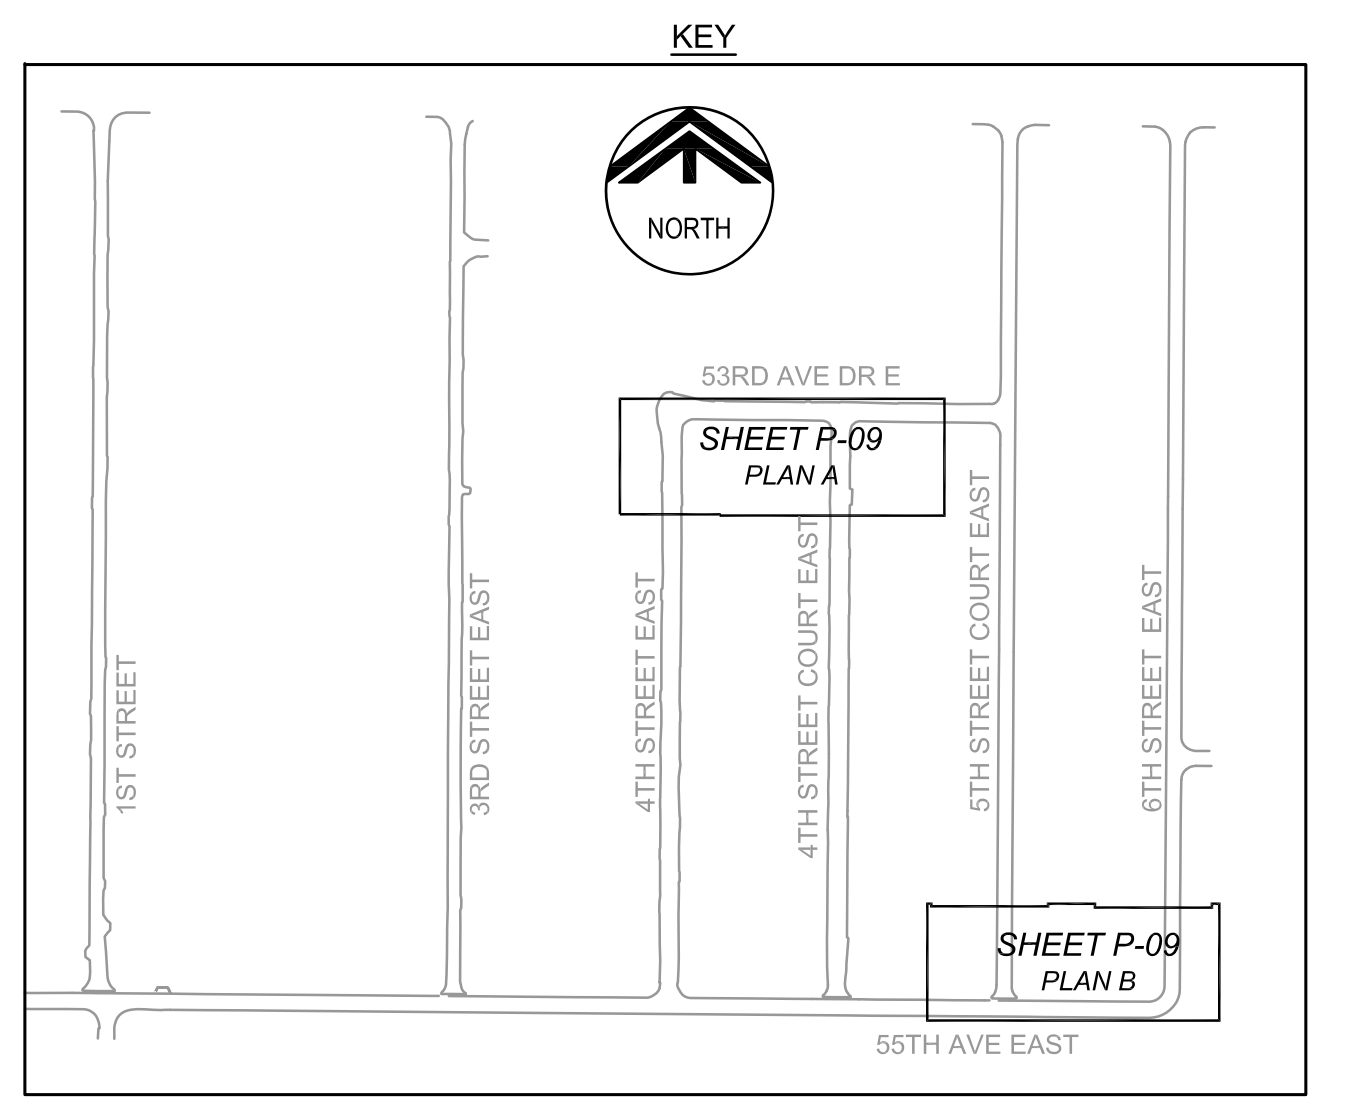 KEY
NORTH
53RD AVE DR E
SHEET P-09
PLAN A
1ST STREET
3RD STREET EAST
4TH STREET EAST
4TH STREET COURT EAST
5TH STREET COURT EAST
6TH STREET EAST
SHEET P-09
PLAN B
55TH AVE EAST